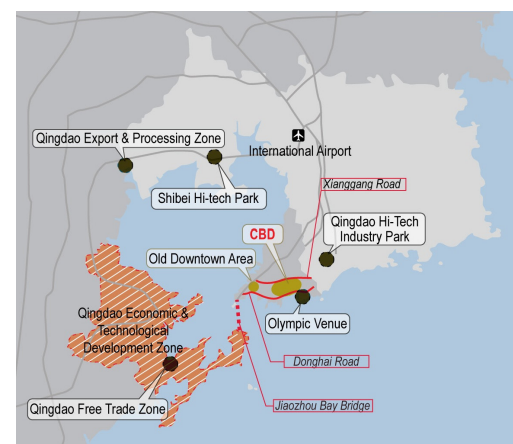 Qingdao Export & Processing Zone
International Airport
Shibei Hi-tech Park
Xianggang Road
Qingdao Hi-Tech
Industry Park
CBD
Old Downtown Area
Qingdao Economic &
Technological
Development Zone
Olympic Venue
Donghai Road
Qingdao Free Trade Zone
Jiaozhou Bay Bridge